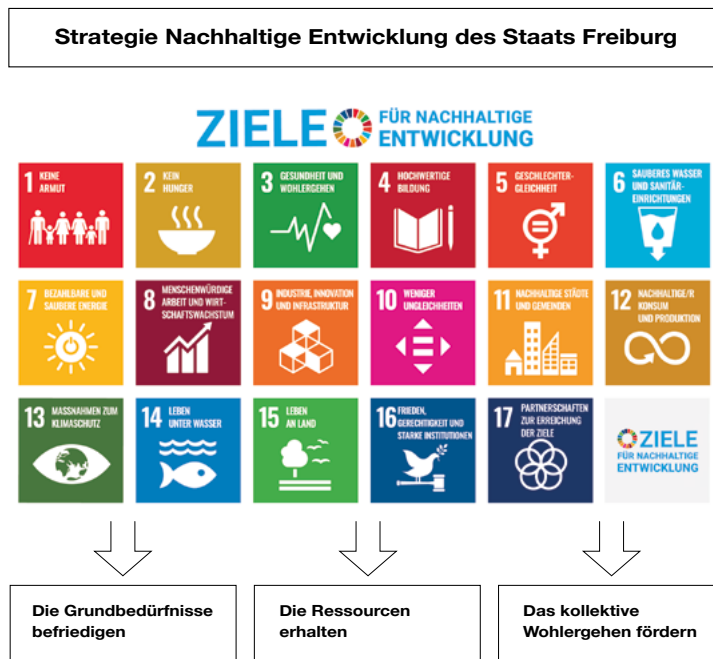 Strategie Nachhaltige Entwicklung des Staats Freiburg
ZIELE FÜR NACHHALTIGE
ENTWICKLUNG
1 KEINE
ARMUT
2 KEIN
HUNGER
3 GESUNDHEIT UND
WOHLERGEHEN
4 HOCHWERTIGE
BILDUNG
5 GESCHLECHTER-
GLEICHHEIT
6 SAUBERES WASSER
UND SANITÄR-
EINRICHTUNGEN
7 BEZAHLBARE UND
SAUBERE ENERGIE
8 MENSCHENWÜRDIGE
ARBEIT UND WIRT-
SCHAFTSWACHSTUM
9 INDUSTRIE, INNOVATION
UND INFRASTRUKTUR
10 WENIGER
UNGLEICHHEITEN
11 NACHHALTIGE STÄDTE
UND GEMEINDEN
12 NACHHALTIGE/R
KONSUM
UND PRODUKTION
13 MASSNAHMEN ZUM
KLIMASCHUTZ
14 LEBEN
UNTER WASSER
15 LEBEN
AN LAND
16 FRIEDEN,
GERECHTIGKEIT UND
STARKE INSTITUTIONEN
17 PARTNERSCHAFTEN
ZUR ERREICHUNG
DER ZIELE
ZIELE
FÜR NACHHALTIGE
ENTWICKLUNG
Die Grundbedürfnisse
befriedigen
Die Ressourcen
erhalten
Das kollektive
Wohlergehen fördern